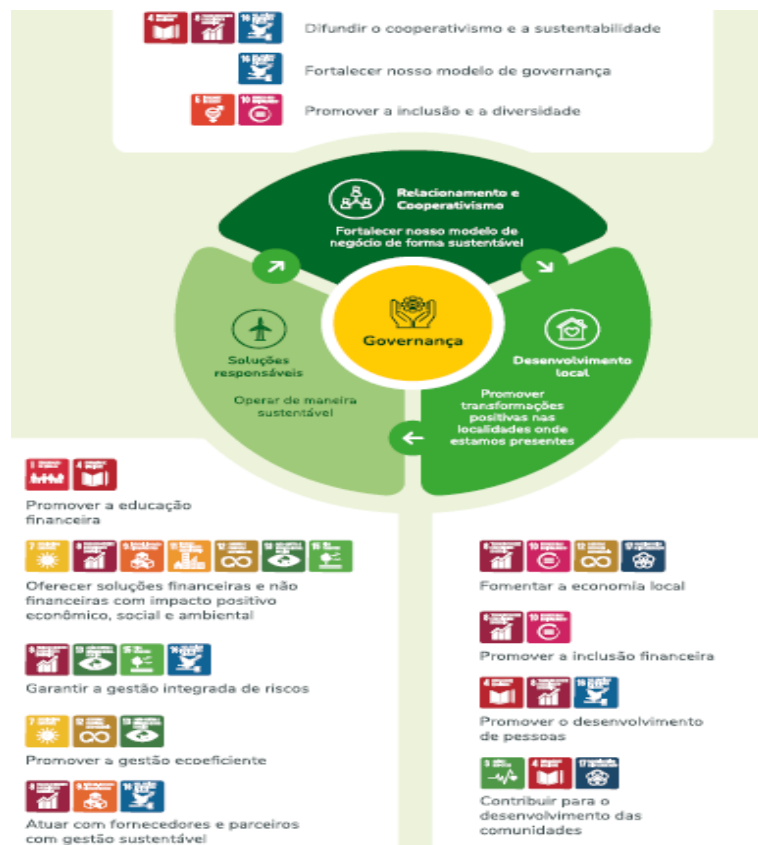 Difundir o cooperativismo e a sustentabilidade
Fortalecer nosso modelo de governança
Promover a inclusão e a diversidade
Relacionamento e
Cooperativismo
Fortalecer nosso modelo de
negócio de forma sustentável
Governança
Soluções
responsáveis
Operar de maneira
sustentável
Desenvolvimento
local
Promover
transformações
positivas nas
localidades onde
estamos presentes
Promover a educação
financeira
Oferecer soluções financeiras e não
financeiras com impacto positivo
econômico, social e ambiental
Garantir a gestão integrada de riscos
Promover a gestão ecoeficiente
Atuar com fornecedores e parceiros
com gestão sustentável
Fomentar a economia local
Promover a inclusão financeira
Promover o desenvolvimento
de pessoas
Contribuir para o
desenvolvimento das
comunidades